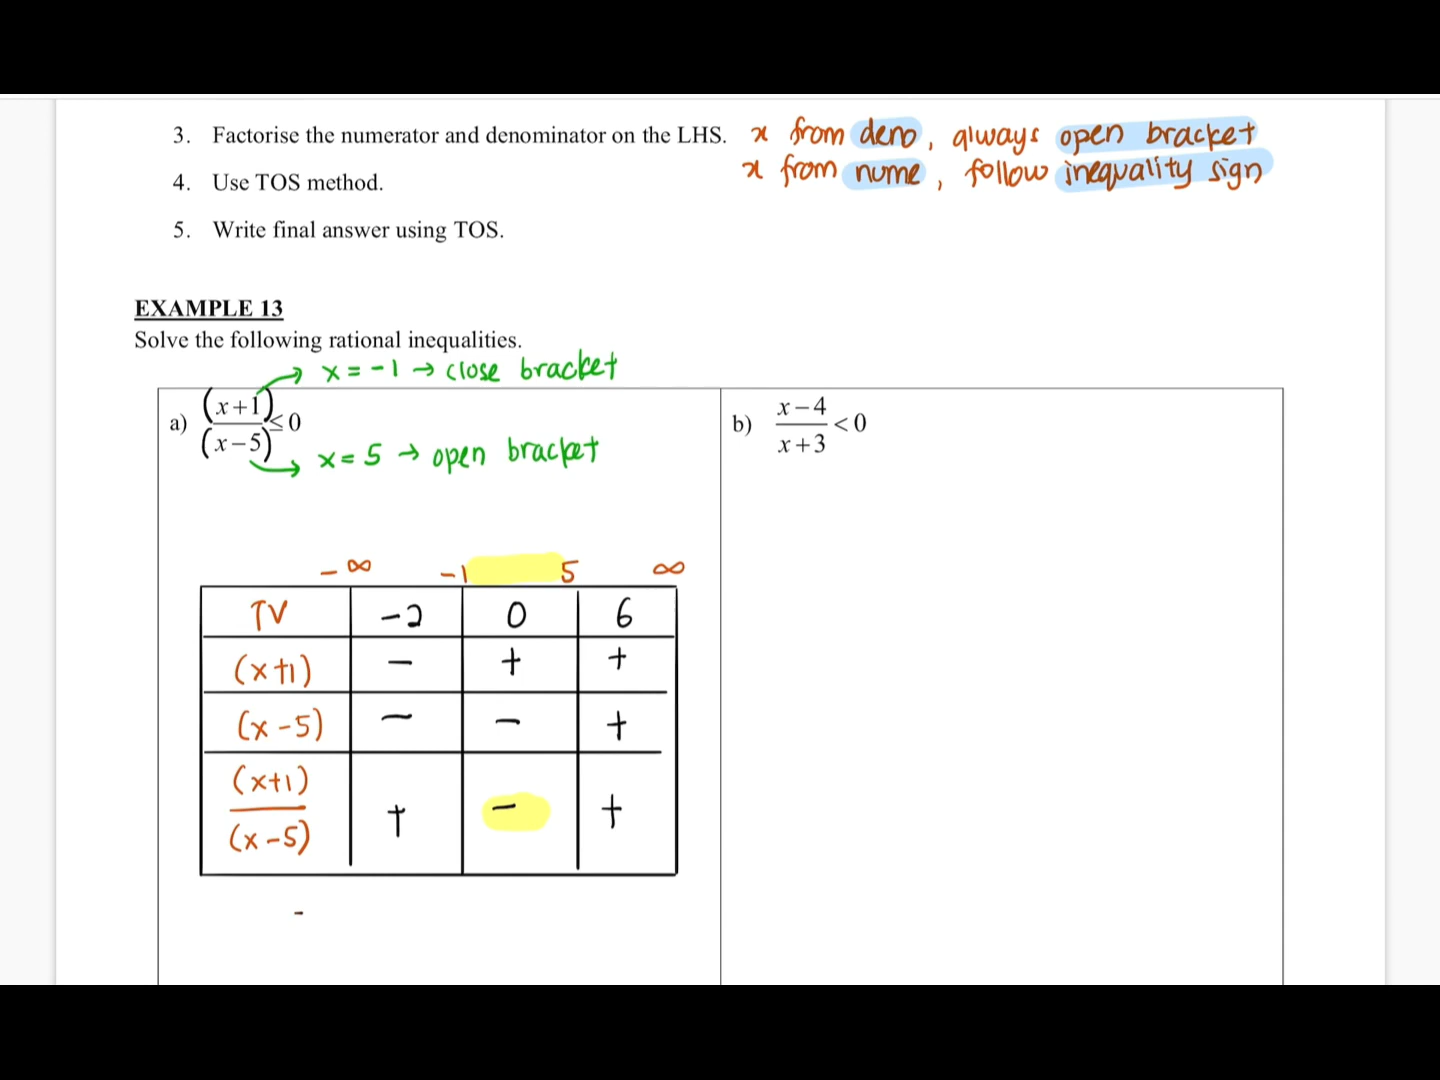 3. Factorise the numerator and denominator on the LHS. x from deno, always open bracket
4. Use TOS method. x from nume, follow inequality sign
5. Write final answer using TOS.
EXAMPLE 13
Solve the following rational inequalities.
x = -1 → close bracket
a) (x+1)/(x-5) ≤ 0
x = 5 → open bracket
b) x-4/x+3 < 0
-∞ -1 5 ∞
TV -2 0 6
(x+1) - + +
(x-5) - - +
(x+1)/(x-5) + - +
-